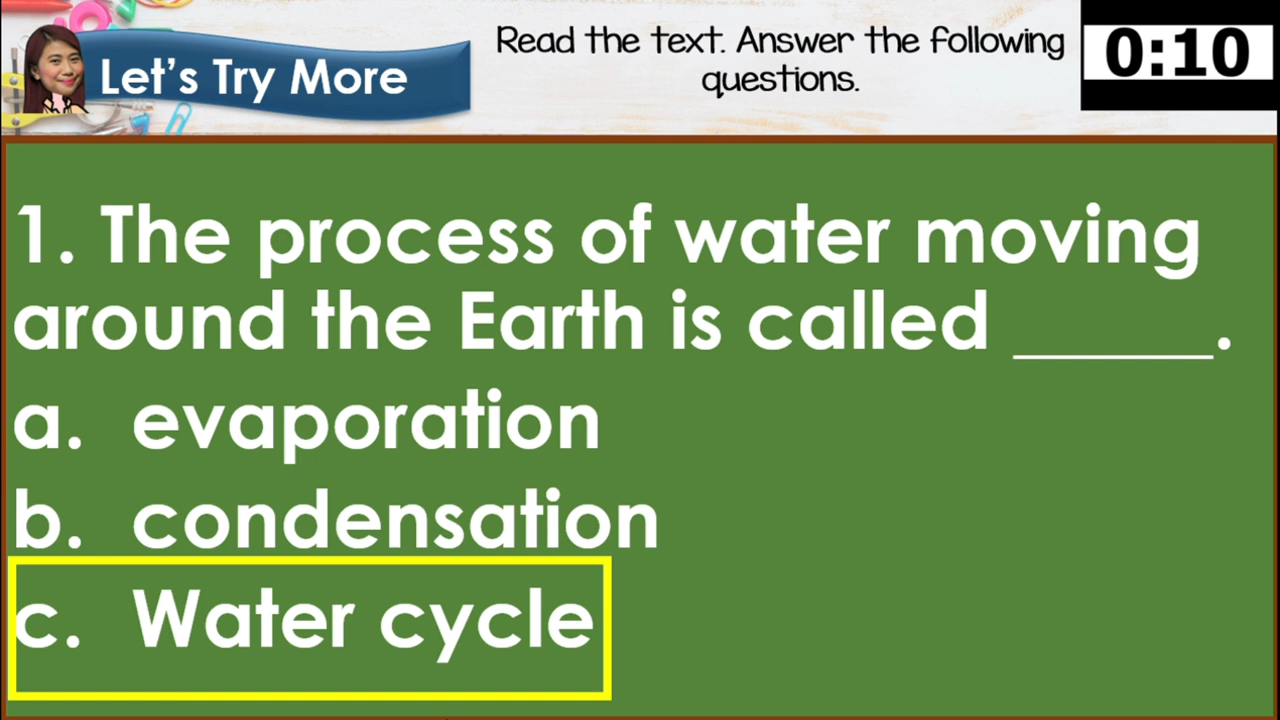 Let's Try More
Read the text. Answer the following
questions.
0:10
1. The process of water moving
around the Earth is called ______.
a. evaporation
b. condensation
c. Water cycle